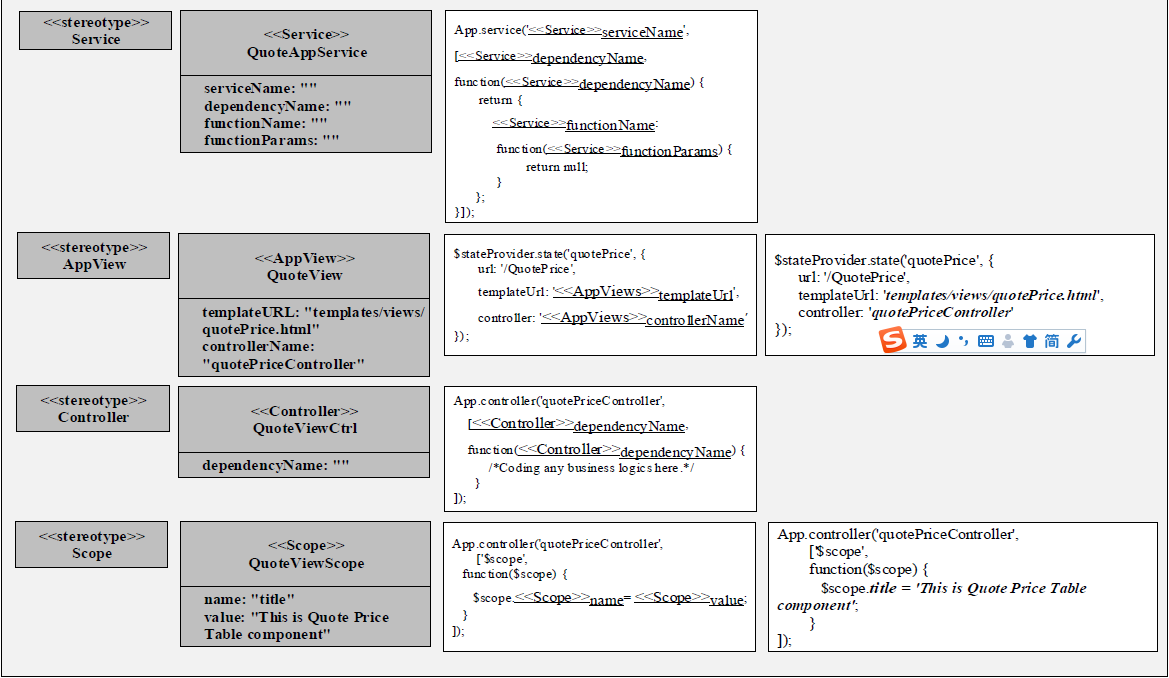 <<stereotype>>
Service
<<Service>>
QuoteAppService
serviceName: ""
dependencyName: ""
functionName: ""
functionParams: ""
App.service('<<Service>>serviceName',
[<<Service>>dependencyName,
function(<<Service>>dependencyName) {
return {
<<Service>>functionName:
function(<<Service>>functionParams) {
return null;
}
};
}]);
<<stereotype>>
AppView
<<AppView>>
QuoteView
templateURL: "templates/views/
quotePrice.html"
controllerName:
"quotePriceController"
$stateProvider.state('quotePrice', {
url: '/QuotePrice',
templateUrl: '<<AppViews>>templateUrl',
controller: '<<AppViews>>controllerName'
});
$stateProvider.state('quotePrice', {
url: '/QuotePrice',
templateUrl: 'templates/views/quotePrice.html',
controller: 'quotePriceController'
});
S 英 简
<<stereotype>>
Controller
<<Controller>>
QuoteViewCtrl
dependencyName: ""
App.controller('quotePriceController',
[<<Controller>>dependencyName,
function(<<Controller>>dependencyName) {
/*Coding any business logics here.*/
}
]);
<<stereotype>>
Scope
<<Scope>>
QuoteViewScope
name: "title"
value: "This is Quote Price
Table component"
App.controller('quotePriceController',
['$scope',
function($scope) {
$scope.<<Scope>>name= <<Scope>>value;
}
]);
App.controller('quotePriceController',
['$scope',
function($scope) {
$scope.title = 'This is Quote Price Table
component';
}
]);